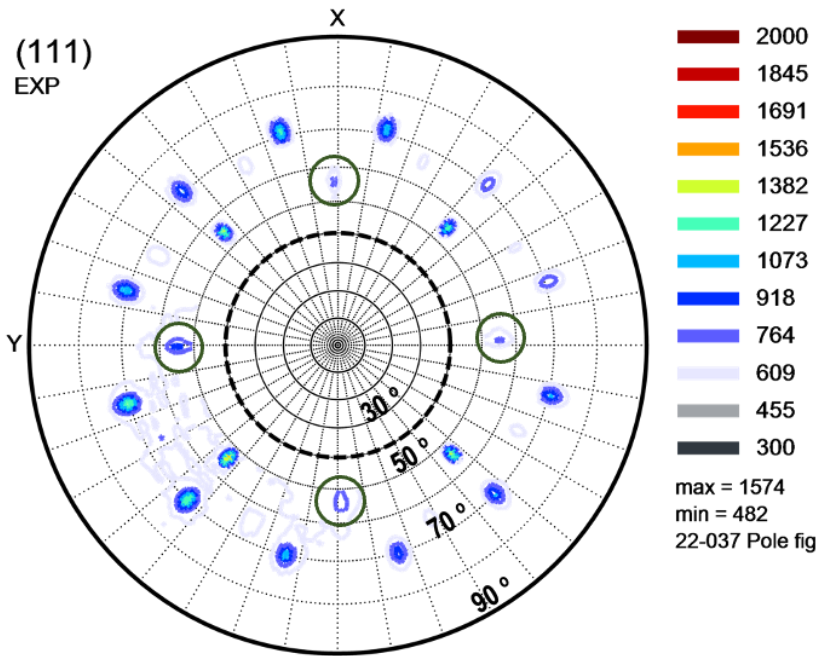 X
(111)
EXP
Y
30 º
50 º
70 º
90 º
2000
1845
1691
1536
1382
1227
1073
918
764
609
455
300
max = 1574
min = 482
22-037 Pole fig